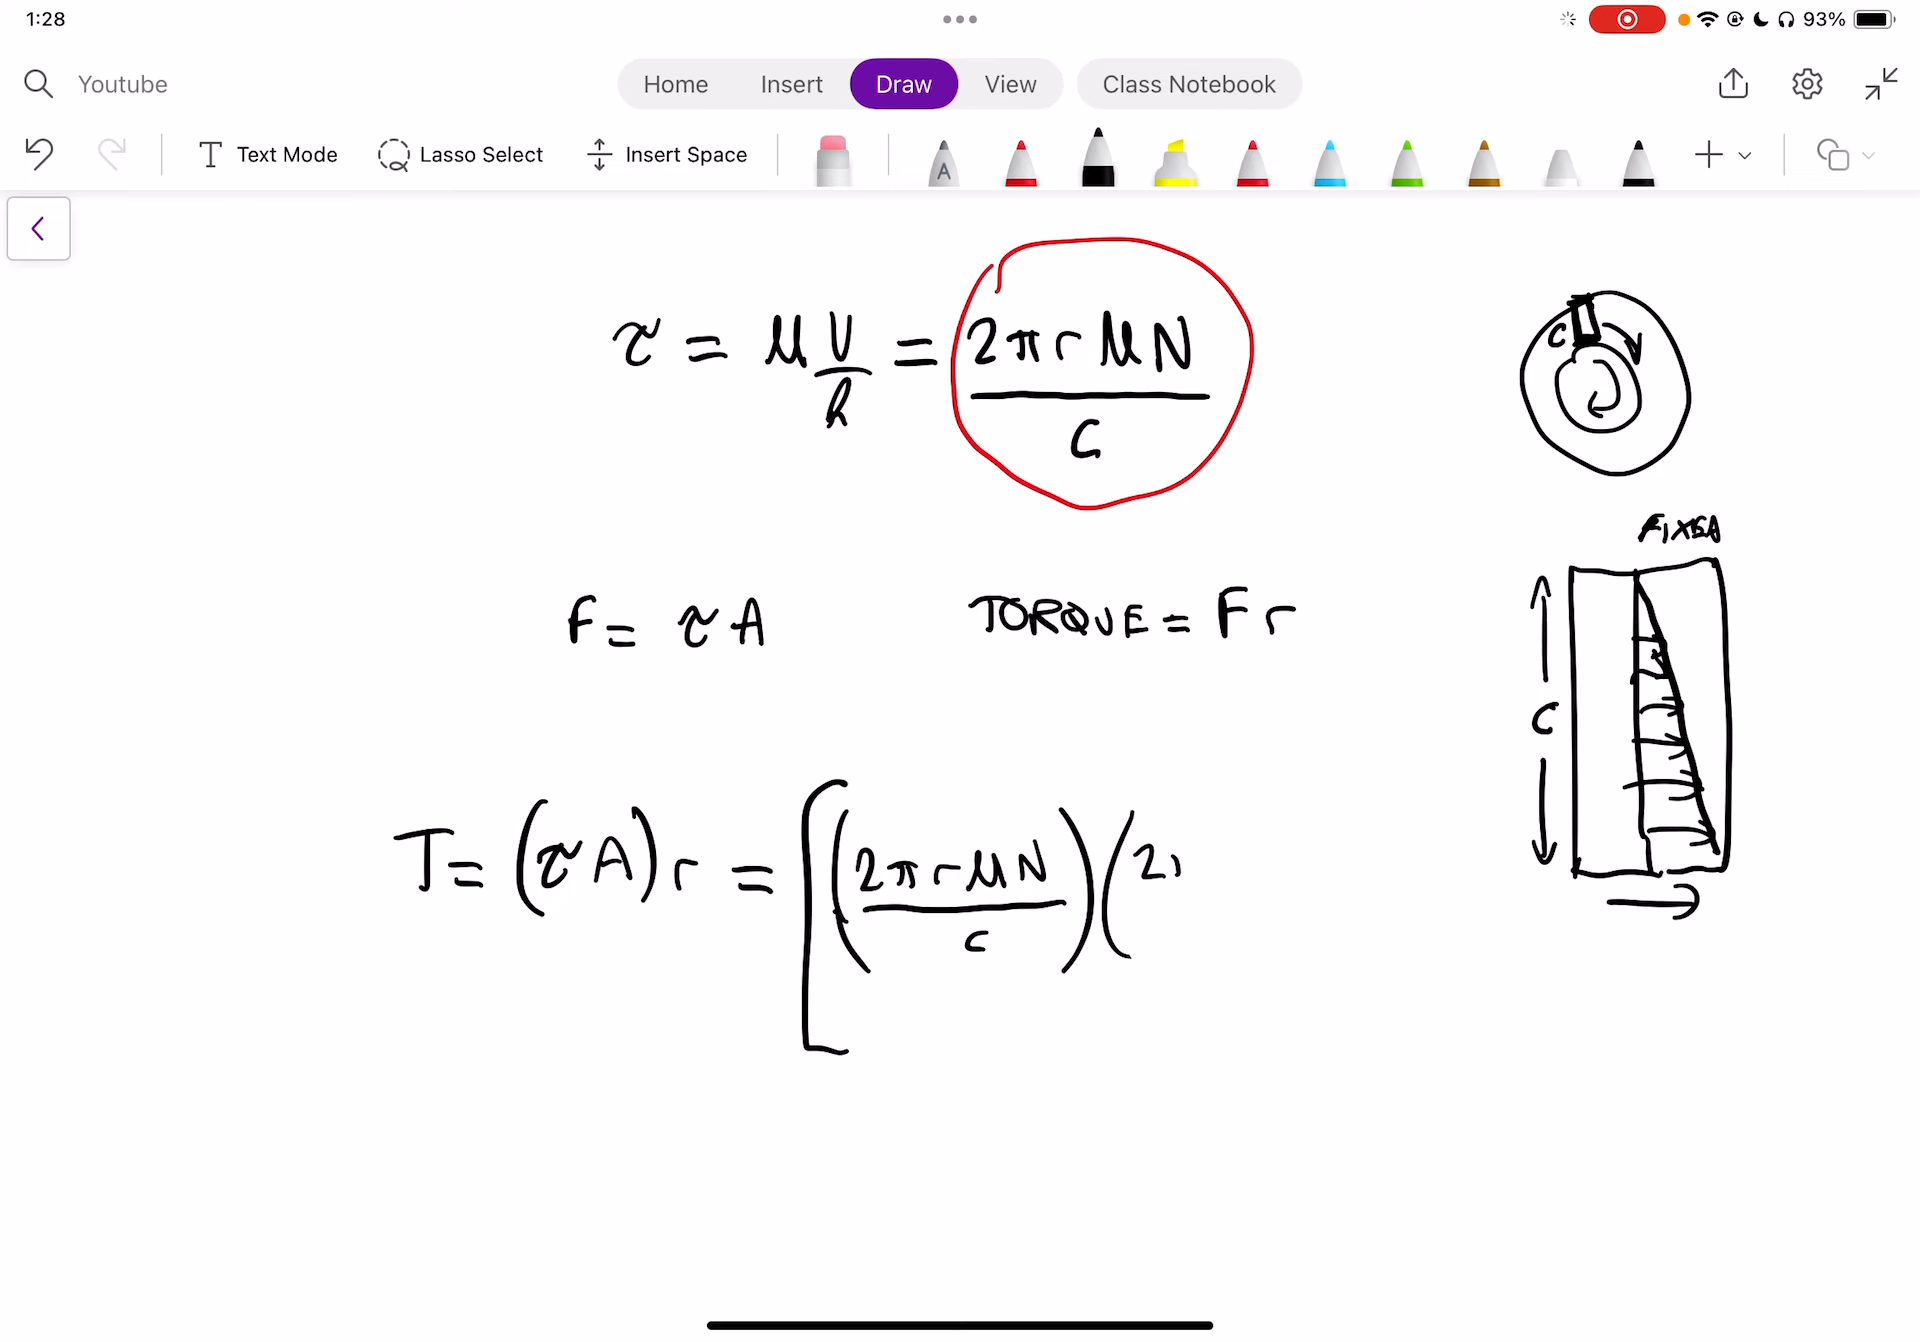 1:28
93%
Youtube
Home Insert Draw View Class Notebook
Text Mode Lasso Select Insert Space
A
τ = μ V/h = 2πrμN/c
C
FIXED
F = τA TORQUE = Fr
C
T = (τA)r = [(2πrμN/c)(2